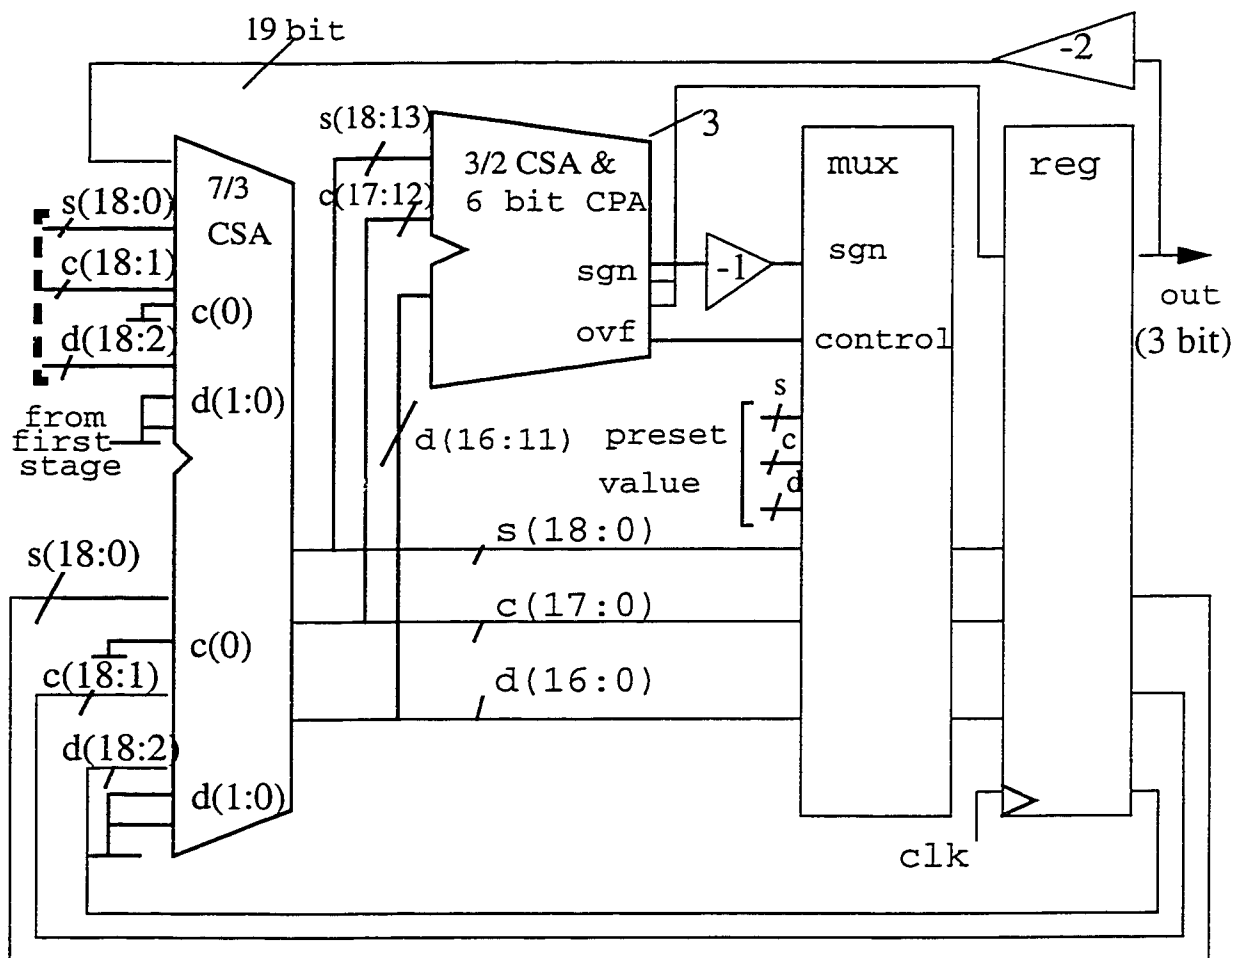 19 bit
-2
s(18:13)
3
3/2 CSA &
6 bit CPA
mux
reg
7/3
CSA
s(18:0)
c(17:12)
c(18:1)
sgn
-1
sgn
c(0)
out
(3 bit)
d(18:2)
ovf
control
d(1:0)
s
from
first
stage
d(16:11)
preset
value
c
d
s(18:0)
s(18:0)
c(0)
c(17:0)
c(18:1)
d(16:0)
d(18:2)
d(1:0)
clk